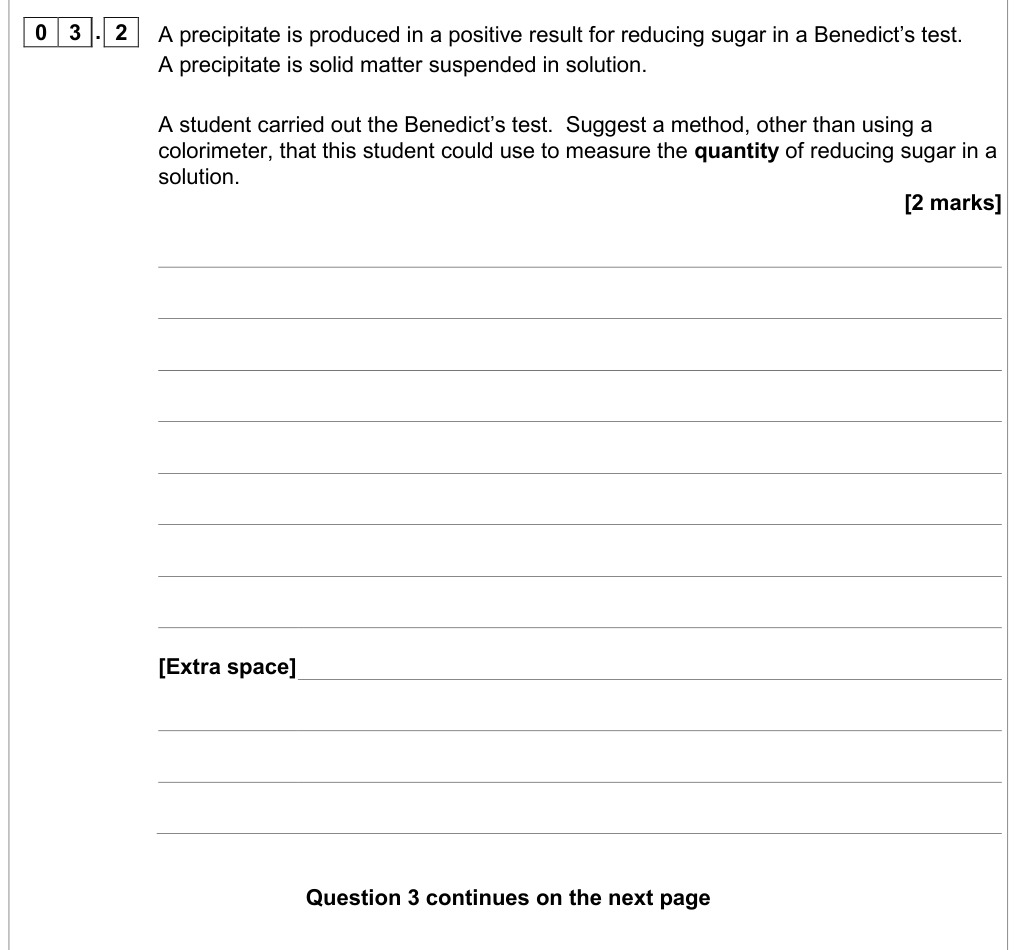 0 3 . 2 A precipitate is produced in a positive result for reducing sugar in a Benedict’s test.
A precipitate is solid matter suspended in solution.
A student carried out the Benedict’s test. Suggest a method, other than using a
colorimeter, that this student could use to measure the quantity of reducing sugar in a
solution.
[2 marks]
[Extra space]
Question 3 continues on the next page